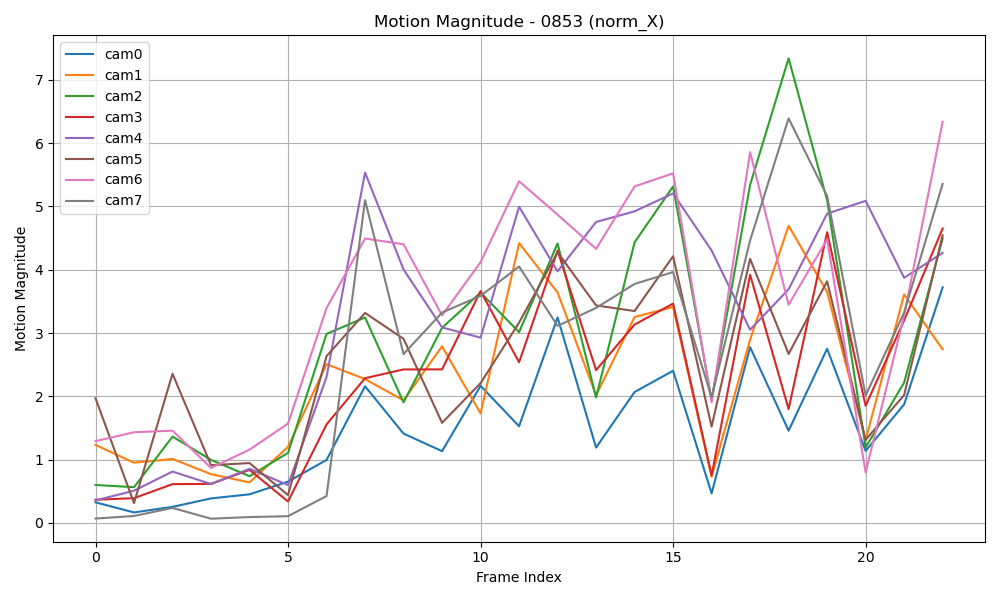 Motion Magnitude - 0853 (norm_X)
cam0
cam1
cam2
cam3
cam4
cam5
cam6
cam7
Motion Magnitude
7
6
5
4
3
2
1
0
0 5 10 15 20
Frame Index